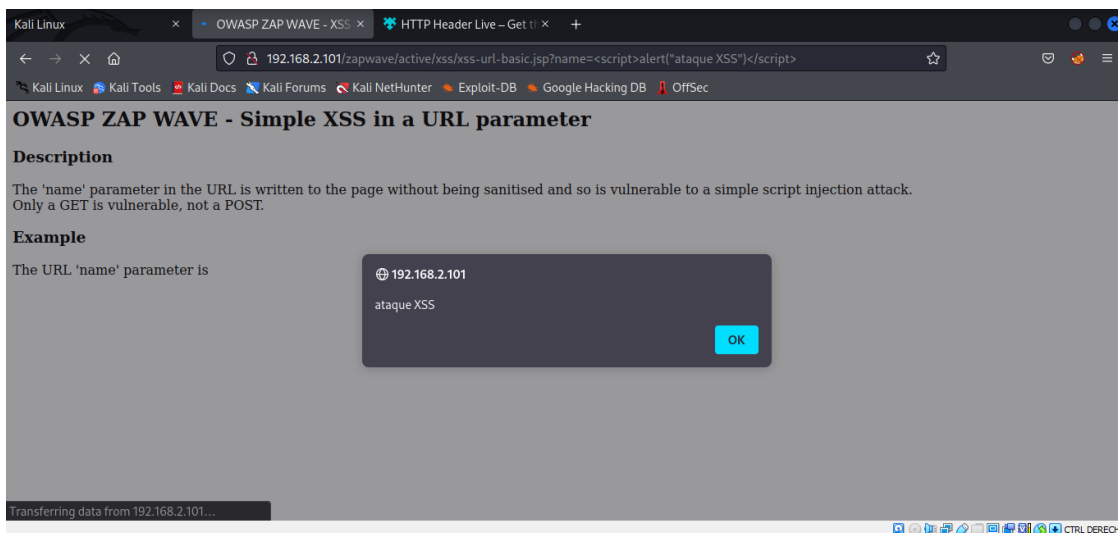 Kali Linux
OWASP ZAP WAVE - XSS
HTTP Header Live – Get th
192.168.2.101/zapwave/active/xss/xss-url-basic.jsp?name=<script>alert("ataque XSS")</script>
Kali Linux Kali Tools Kali Docs Kali Forums Kali NetHunter Exploit-DB Google Hacking DB OffSec
OWASP ZAP WAVE - Simple XSS in a URL parameter
Description
The 'name' parameter in the URL is written to the page without being sanitised and so is vulnerable to a simple script injection attack.
Only a GET is vulnerable, not a POST.
Example
The URL 'name' parameter is
192.168.2.101
ataque XSS
OK
Transferring data from 192.168.2.101...
CTRL DERECH